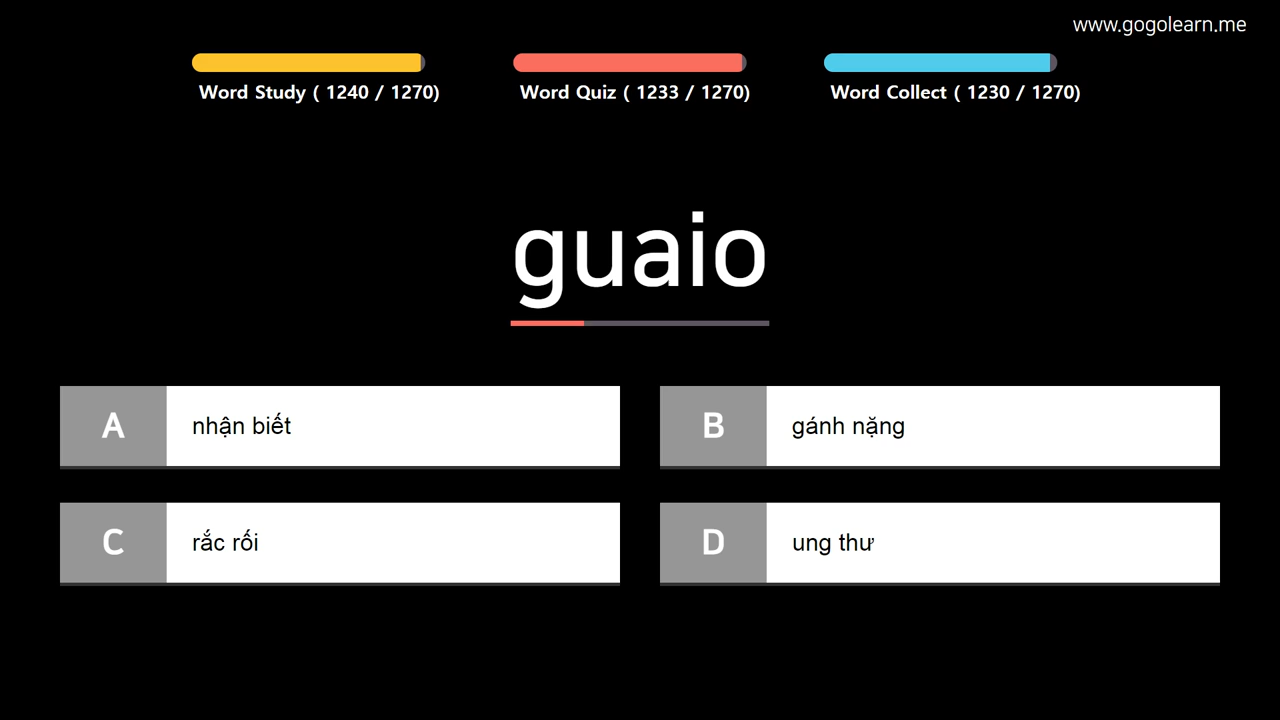 www.gogolearn.me
Word Study ( 1240 / 1270)
Word Quiz ( 1233 / 1270)
Word Collect ( 1230 / 1270)
guaio
A nhận biết
B gánh nặng
C rắc rối
D ung thư